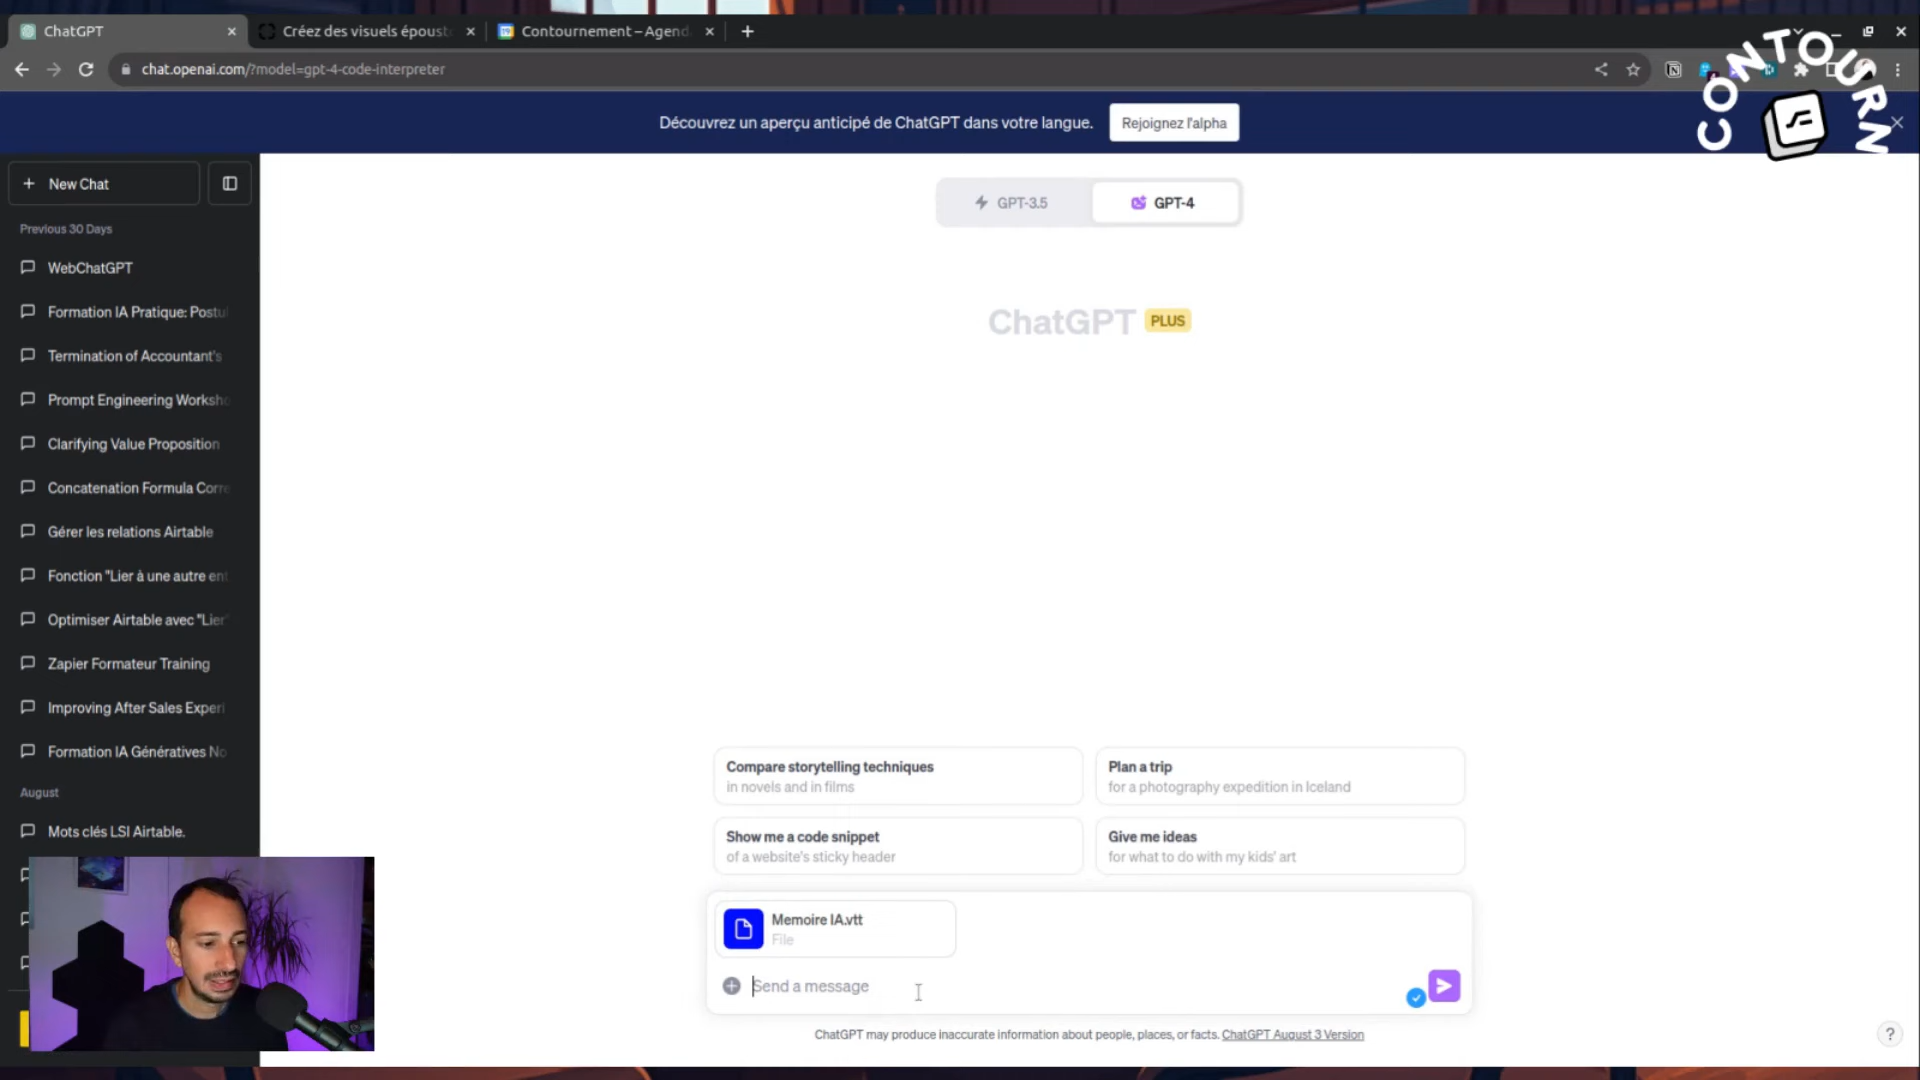 ChatGPT
Créez des visuels époust
Contournement – Agend
chat.openai.com/?model=gpt-4-code-interpreter
CONTOURN
Découvrez un aperçu anticipé de ChatGPT dans votre langue.
Rejoignez l'alpha
New Chat
GPT-3.5
GPT-4
Previous 30 Days
WebChatGPT
Formation IA Pratique: Postul
Termination of Accountant's
Prompt Engineering Worksho
Clarifying Value Proposition
Concatenation Formula Corre
Gérer les relations Airtable
Fonction "Lier à une autre ent
Optimiser Airtable avec "Lier"
Zapier Formateur Training
Improving After Sales Experi
Formation IA Génératives No
August
Mots clés LSI Airtable.
ChatGPT PLUS
Compare storytelling techniques
in novels and in films
Plan a trip
for a photography expedition in Iceland
Show me a code snippet
of a website's sticky header
Give me ideas
for what to do with my kids' art
Memoire IA.vtt
File
Send a message
ChatGPT may produce inaccurate information about people, places, or facts. ChatGPT August 3 Version
?